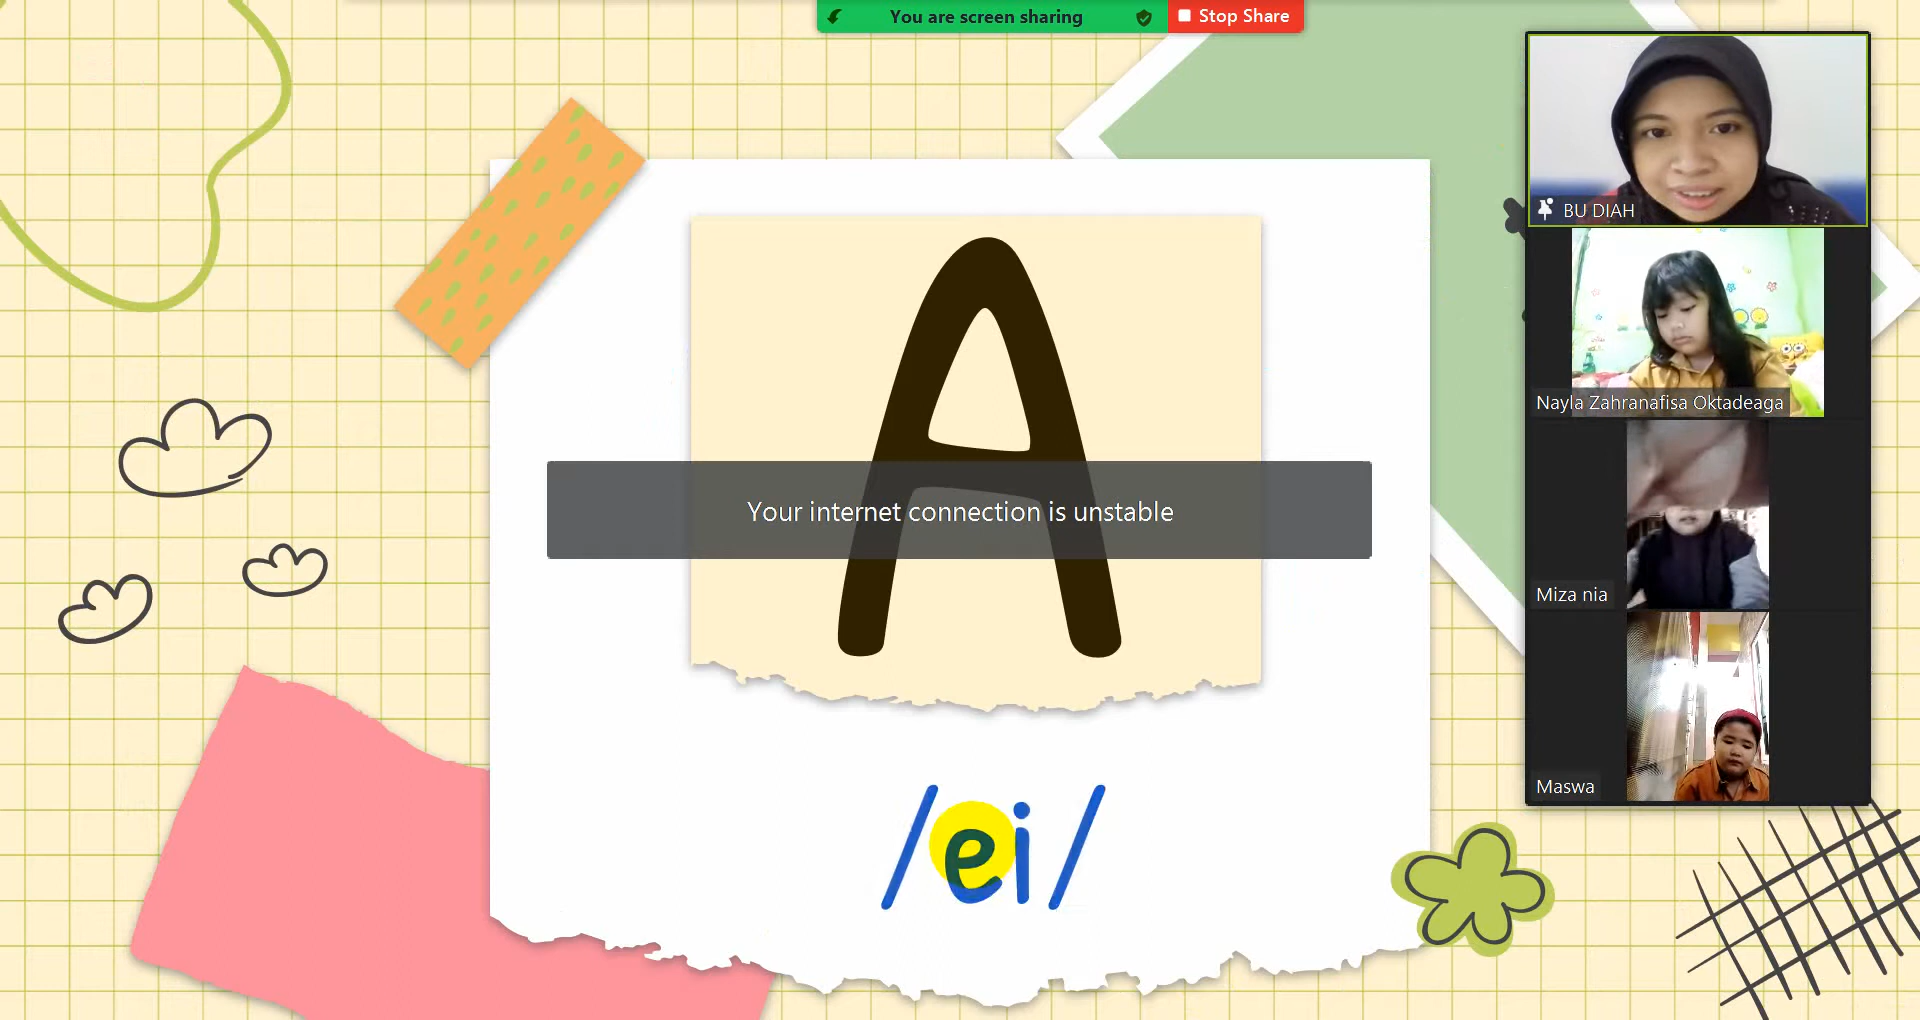 You are screen sharing
Stop Share
BU DIAH
A
Nayla Zahranafisa Oktadeaga
Your internet connection is unstable
Miza nia
Maswa
/ei/